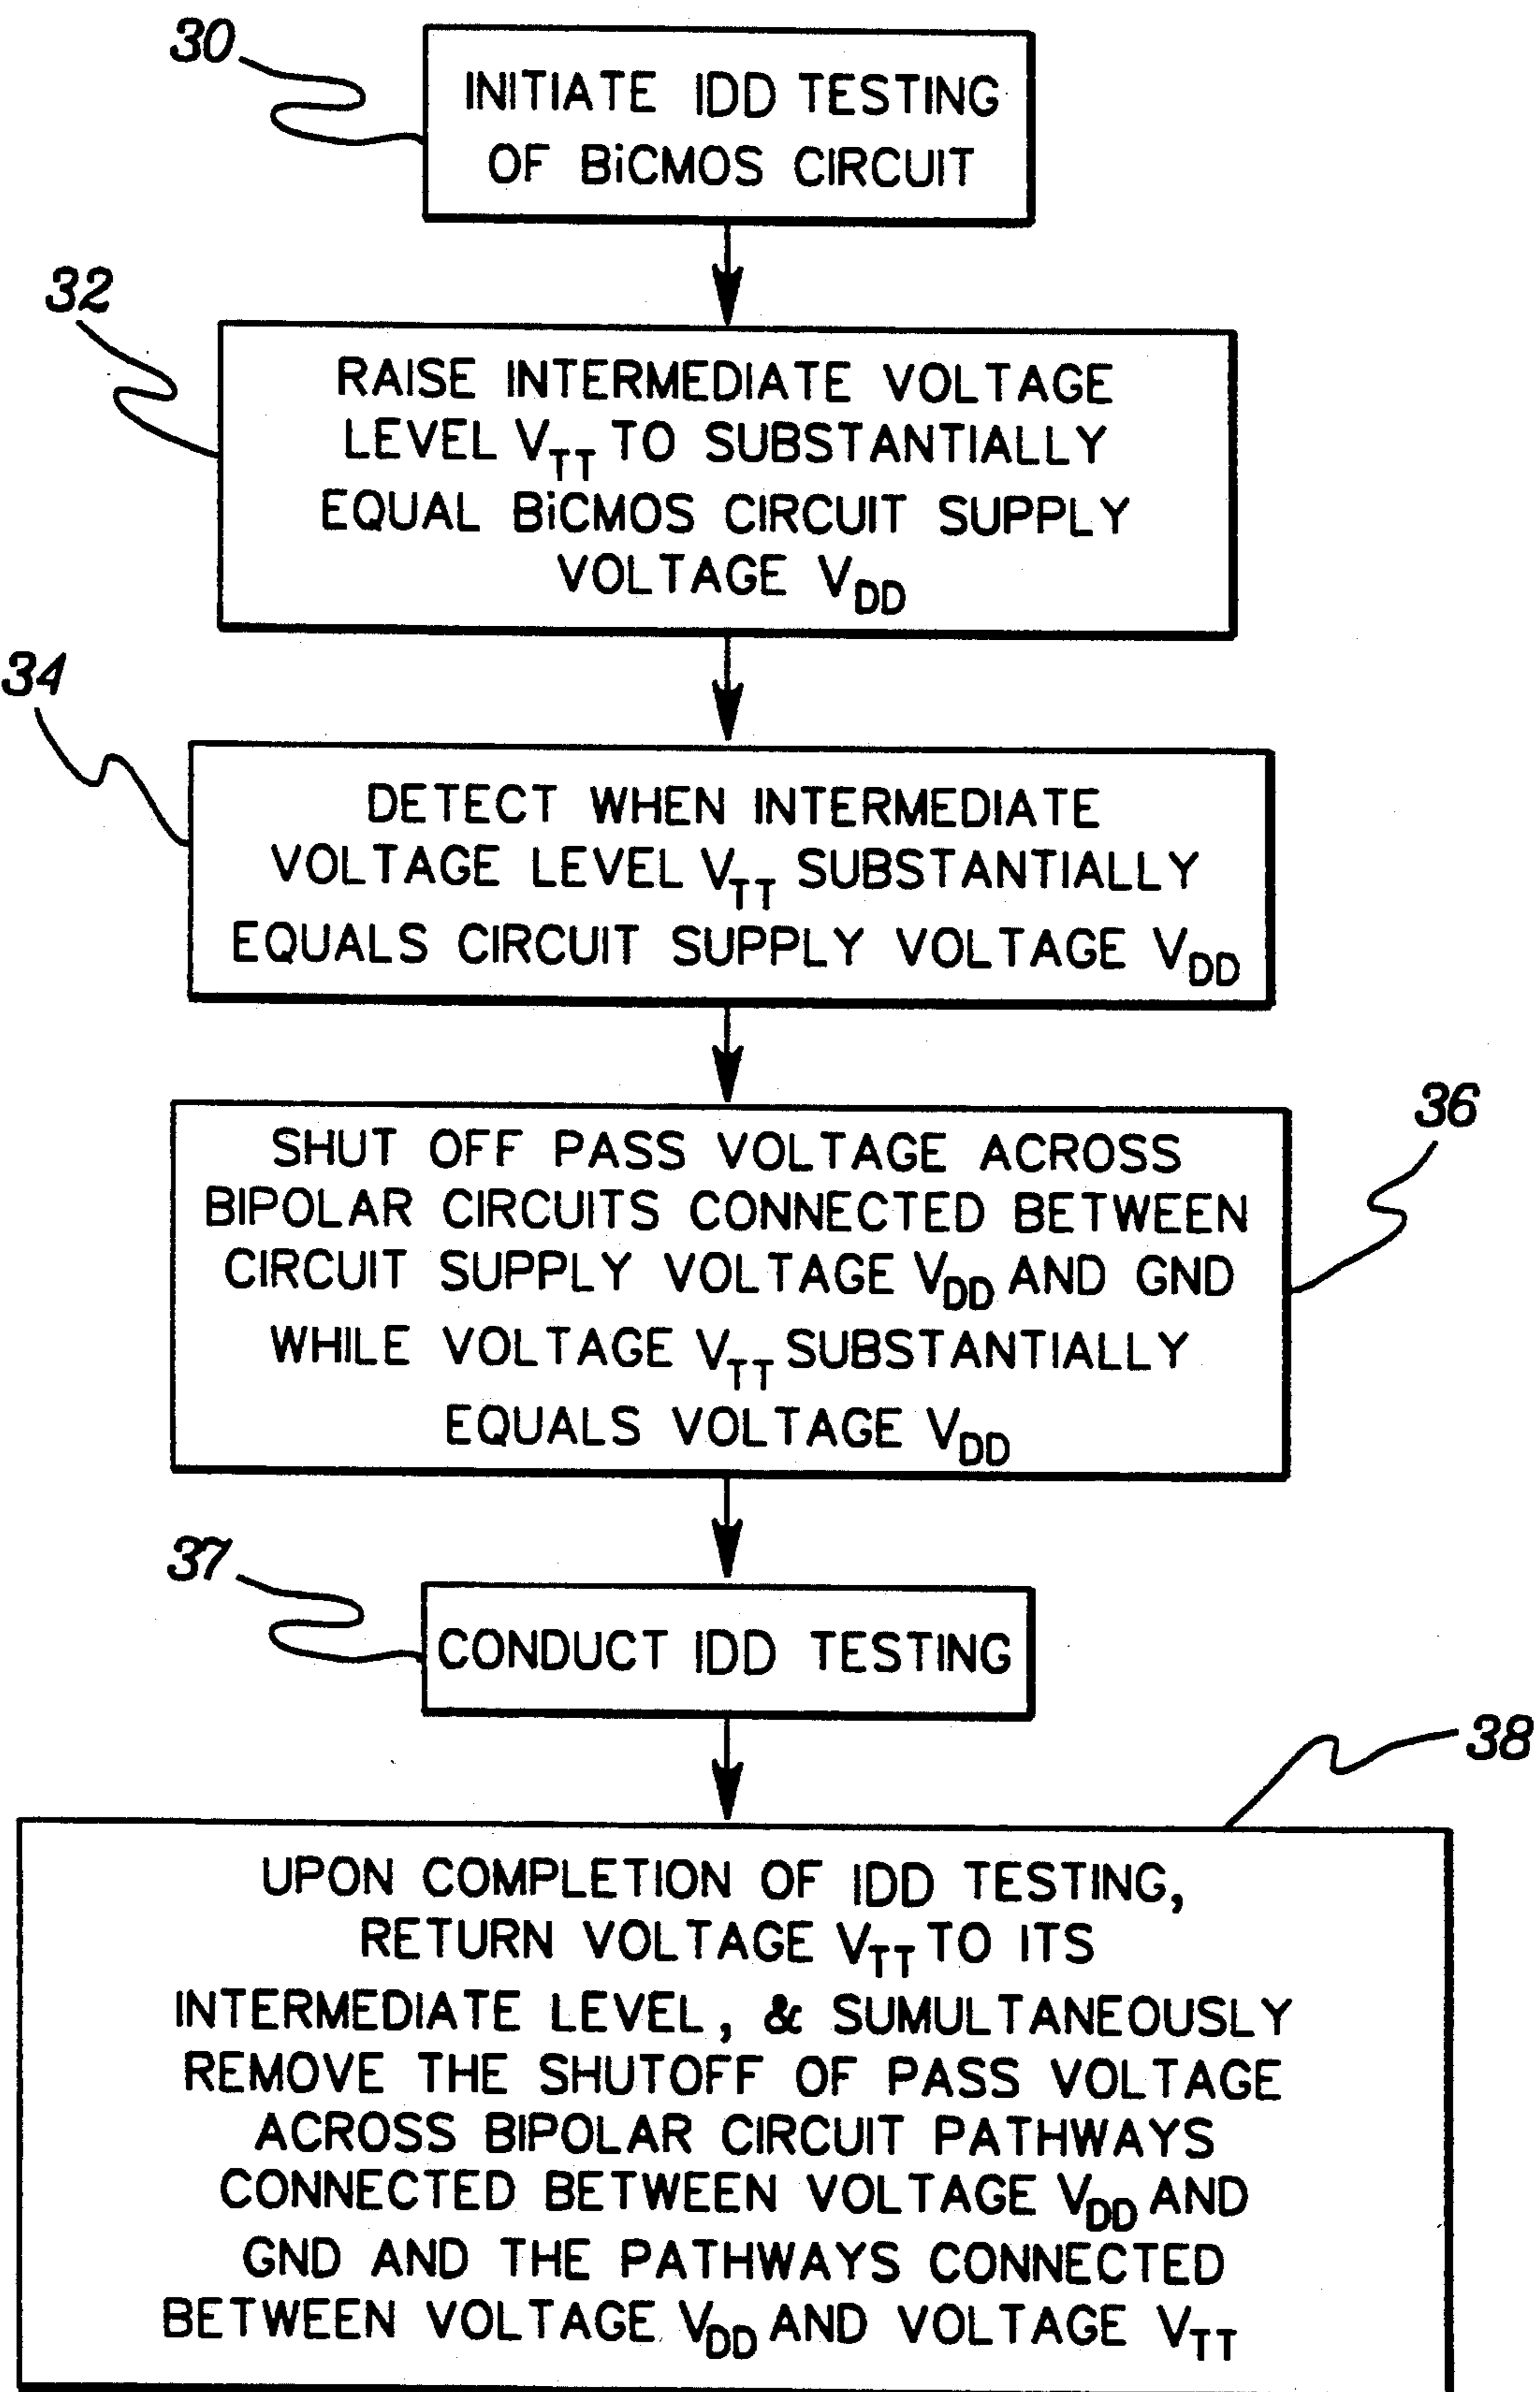 30
INITIATE IDD TESTING
OF BiCMOS CIRCUIT
32
RAISE INTERMEDIATE VOLTAGE
LEVEL VTT TO SUBSTANTIALLY
EQUAL BiCMOS CIRCUIT SUPPLY
VOLTAGE VDD
34
DETECT WHEN INTERMEDIATE
VOLTAGE LEVEL VTT SUBSTANTIALLY
EQUALS CIRCUIT SUPPLY VOLTAGE VDD
36
SHUT OFF PASS VOLTAGE ACROSS
BIPOLAR CIRCUITS CONNECTED BETWEEN
CIRCUIT SUPPLY VOLTAGE VDD AND GND
WHILE VOLTAGE VTT SUBSTANTIALLY
EQUALS VOLTAGE VDD
37
CONDUCT IDD TESTING
38
UPON COMPLETION OF IDD TESTING,
RETURN VOLTAGE VTT TO ITS
INTERMEDIATE LEVEL, & SUMULTANEOUSLY
REMOVE THE SHUTOFF OF PASS VOLTAGE
ACROSS BIPOLAR CIRCUIT PATHWAYS
CONNECTED BETWEEN VOLTAGE VDD AND
GND AND THE PATHWAYS CONNECTED
BETWEEN VOLTAGE VDD AND VOLTAGE VTT